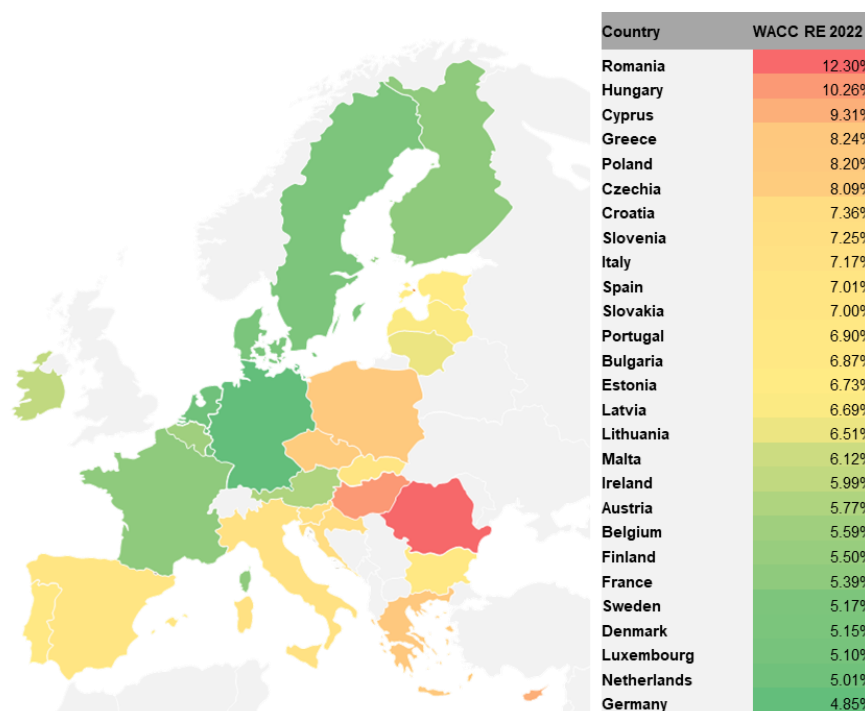 Country WACC RE 2022
Romania 12.30%
Hungary 10.26%
Cyprus 9.31%
Greece 8.24%
Poland 8.20%
Czechia 8.09%
Croatia 7.36%
Slovenia 7.25%
Italy 7.17%
Spain 7.01%
Slovakia 7.00%
Portugal 6.90%
Bulgaria 6.87%
Estonia 6.73%
Latvia 6.69%
Lithuania 6.51%
Malta 6.12%
Ireland 5.99%
Austria 5.77%
Belgium 5.59%
Finland 5.50%
France 5.39%
Sweden 5.17%
Denmark 5.15%
Luxembourg 5.10%
Netherlands 5.01%
Germany 4.85%